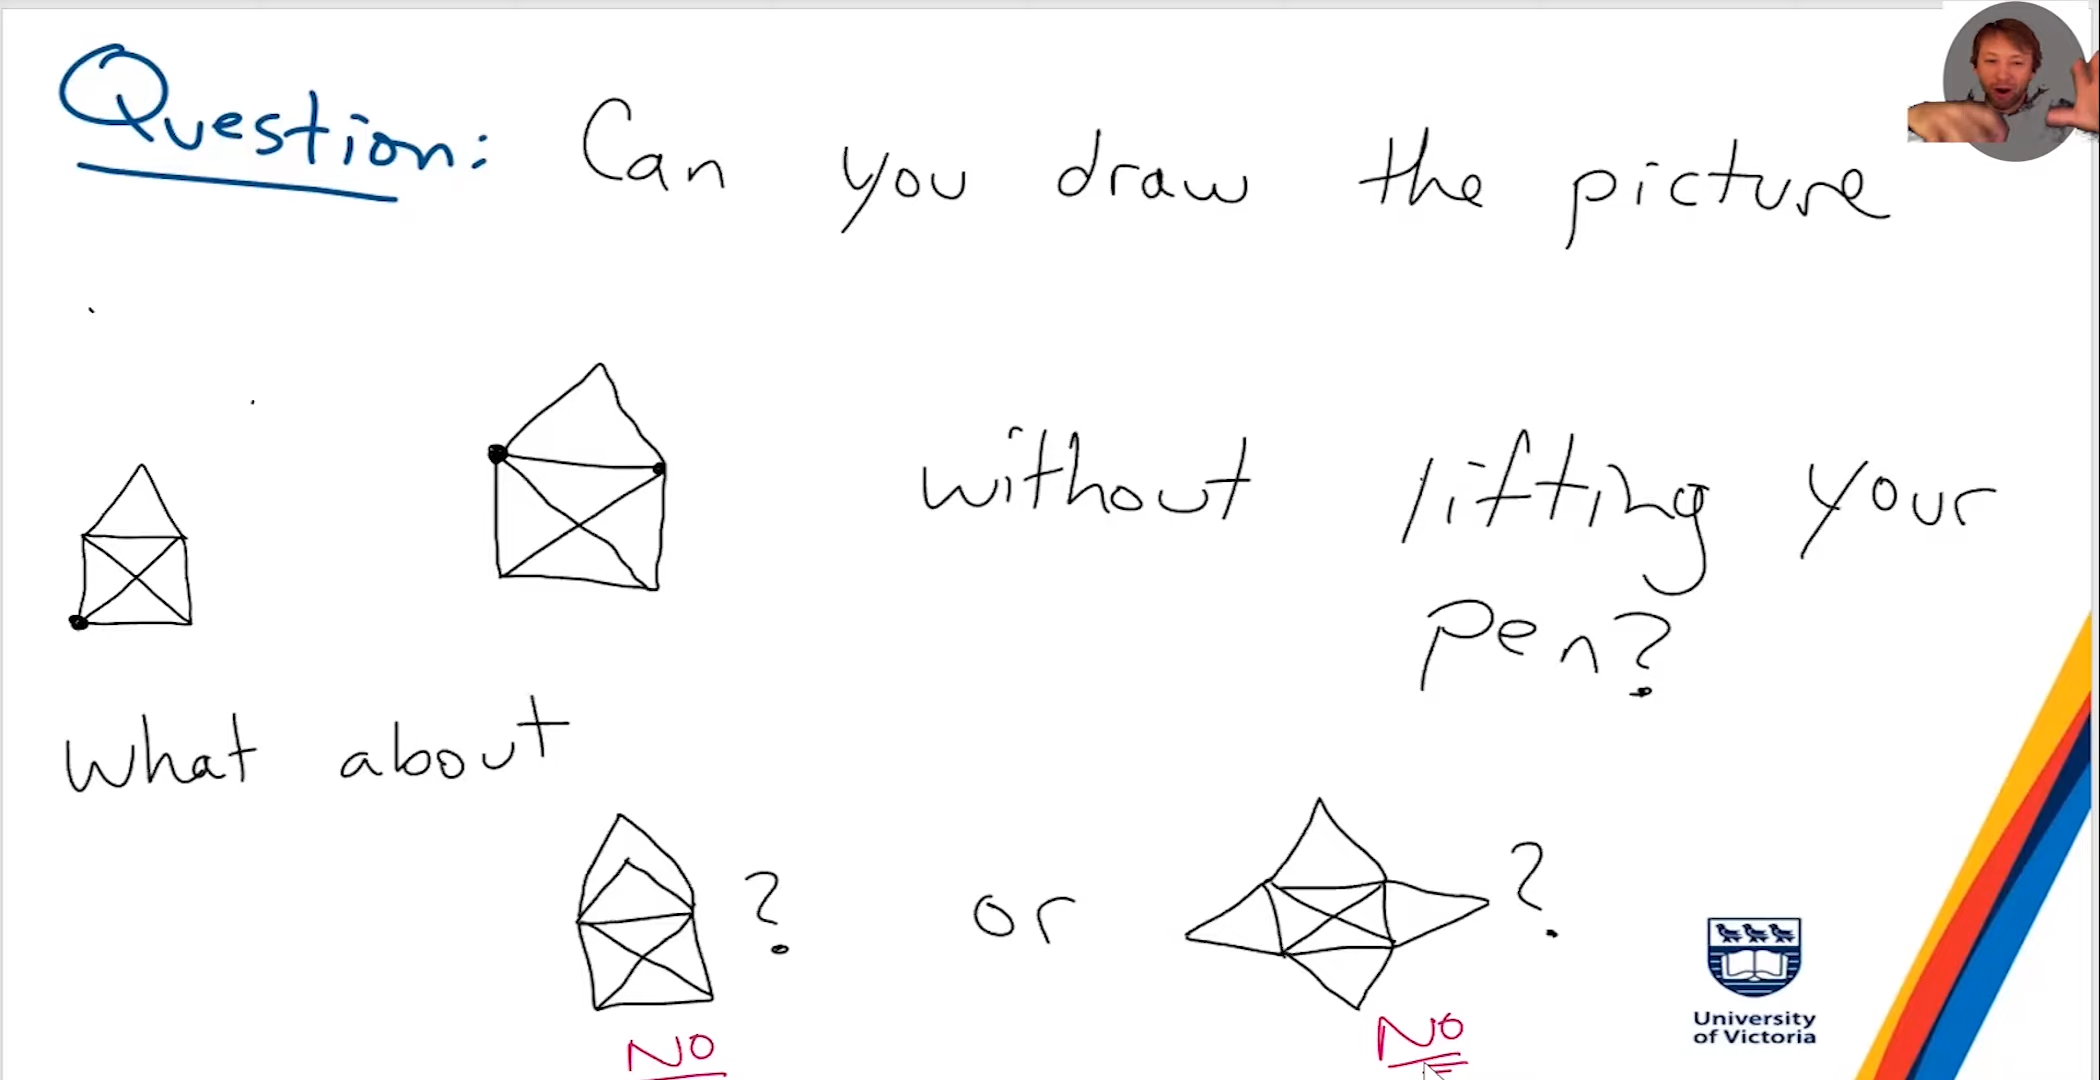 Question: Can you draw the picture
without lifting your
pen?
What about
? or ?
NO NO
University
of Victoria